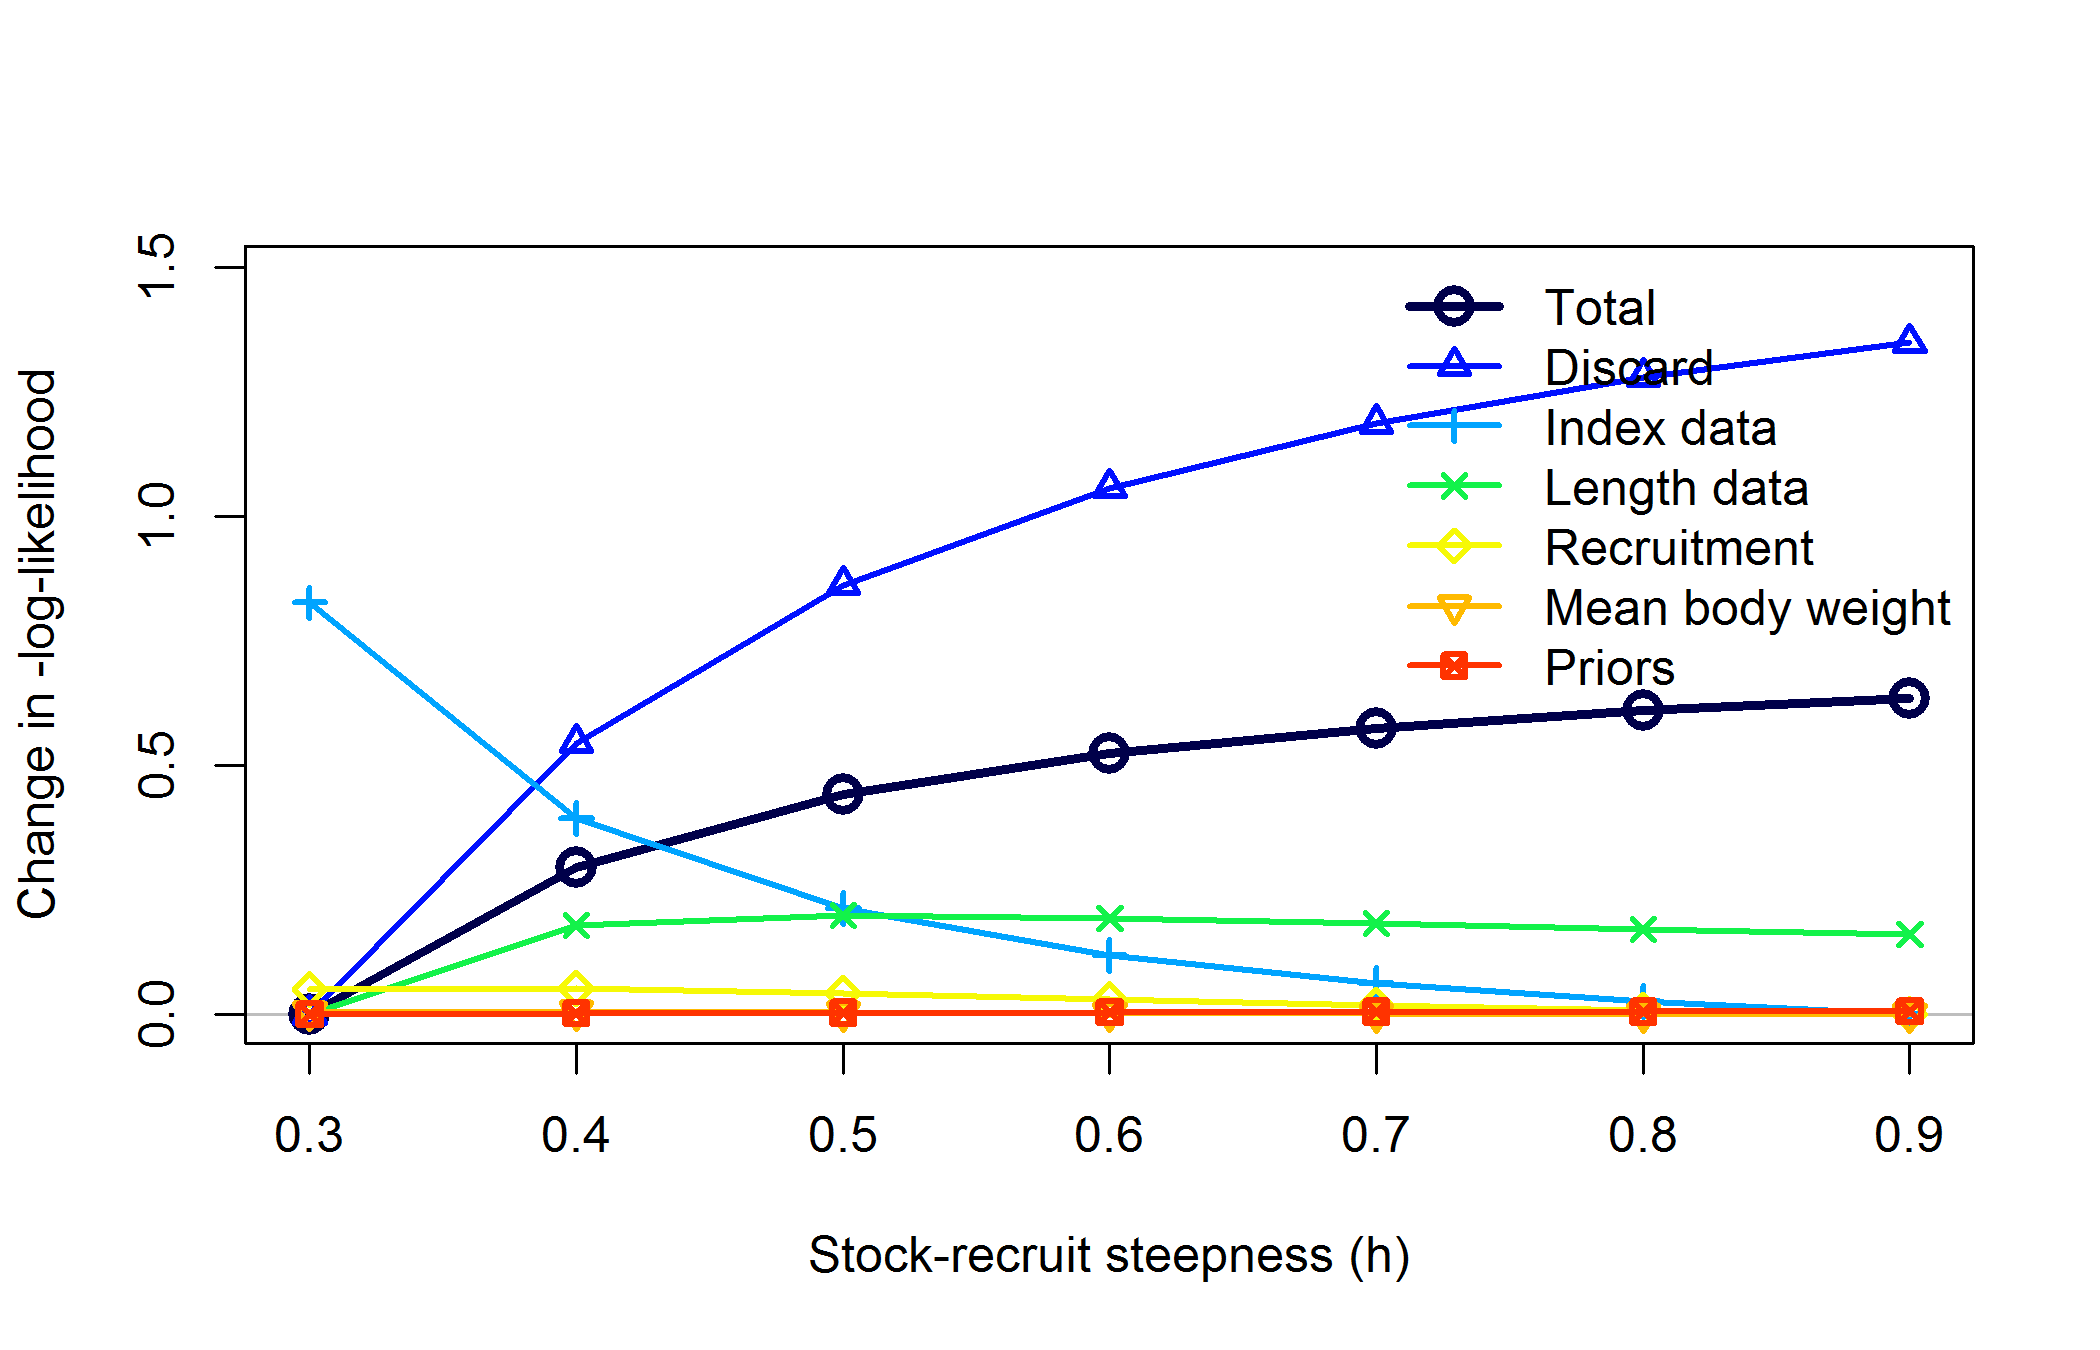 Change in -log-likelihood
1.5
1.0
0.5
0.0
Total
Discard
Index data
Length data
Recruitment
Mean body weight
Priors
0.3 0.4 0.5 0.6 0.7 0.8 0.9
Stock-recruit steepness (h)